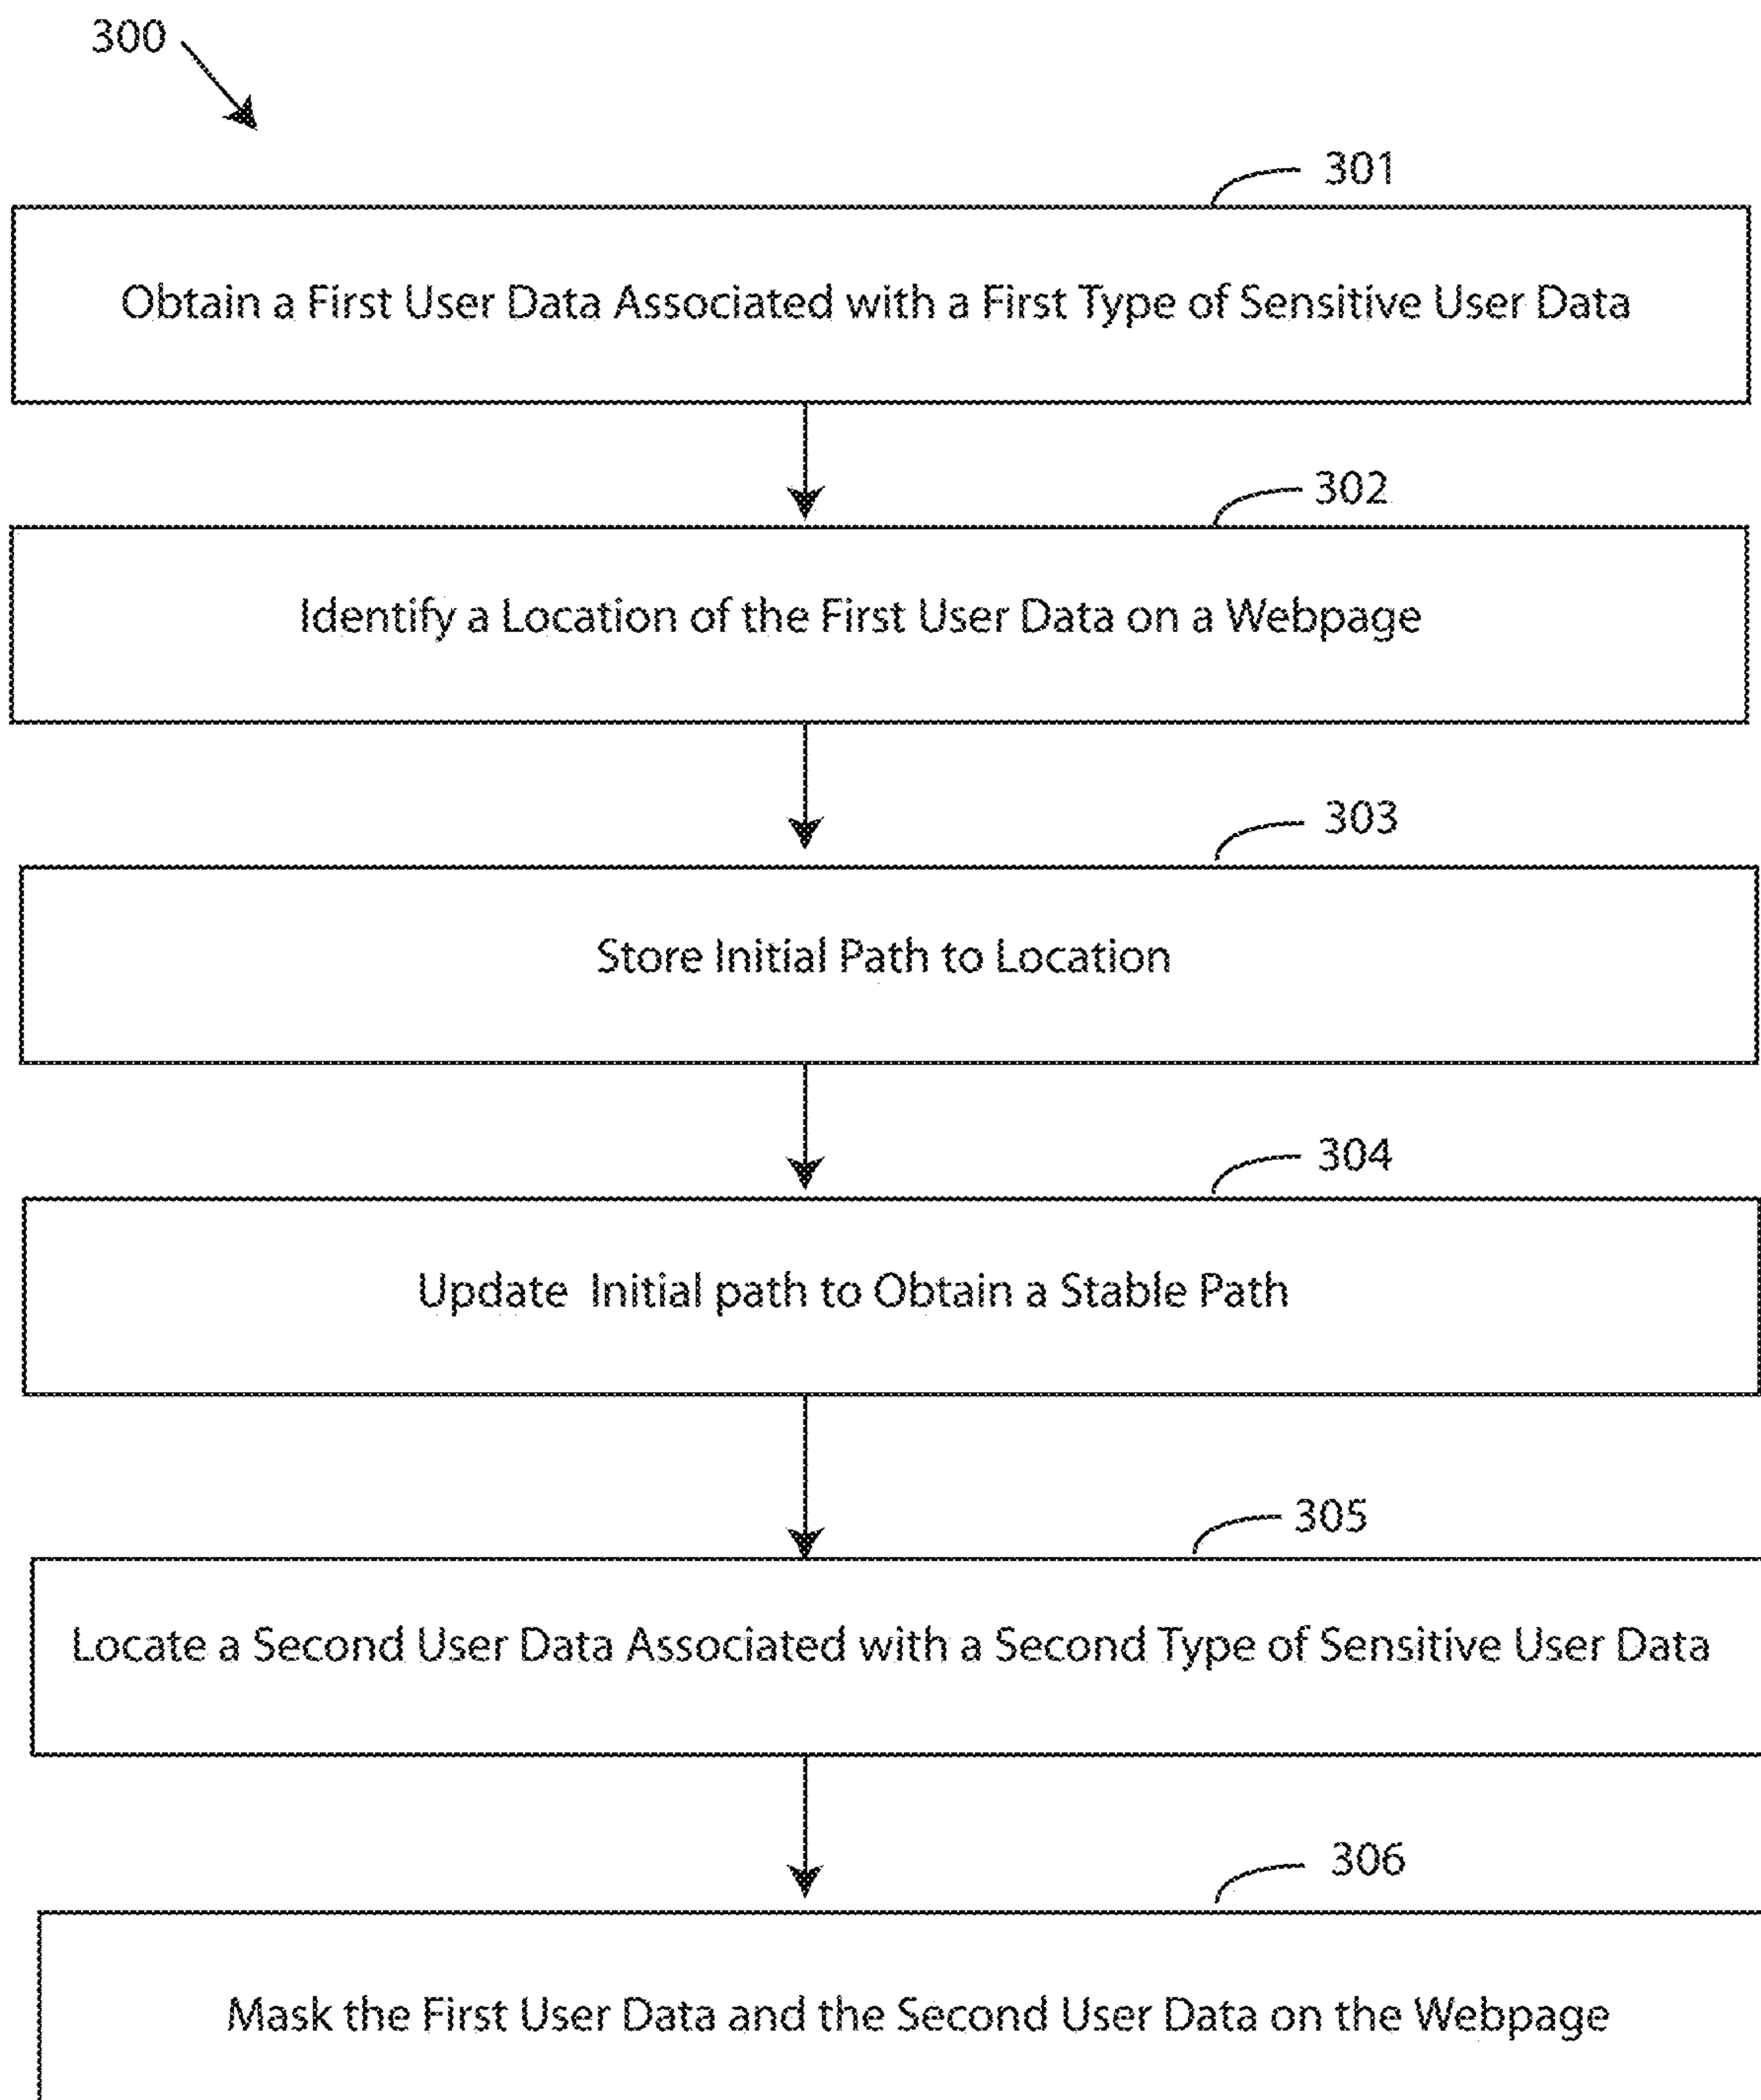 300
301
Obtain a First User Data Associated with a First Type of Sensitive User Data
302
Identify a Location of the First User Data on a Webpage
303
Store Initial Path to Location
304
Update Initial path to Obtain a Stable Path
305
Locate a Second User Data Associated with a Second Type of Sensitive User Data
306
Mask the First User Data and the Second User Data on the Webpage